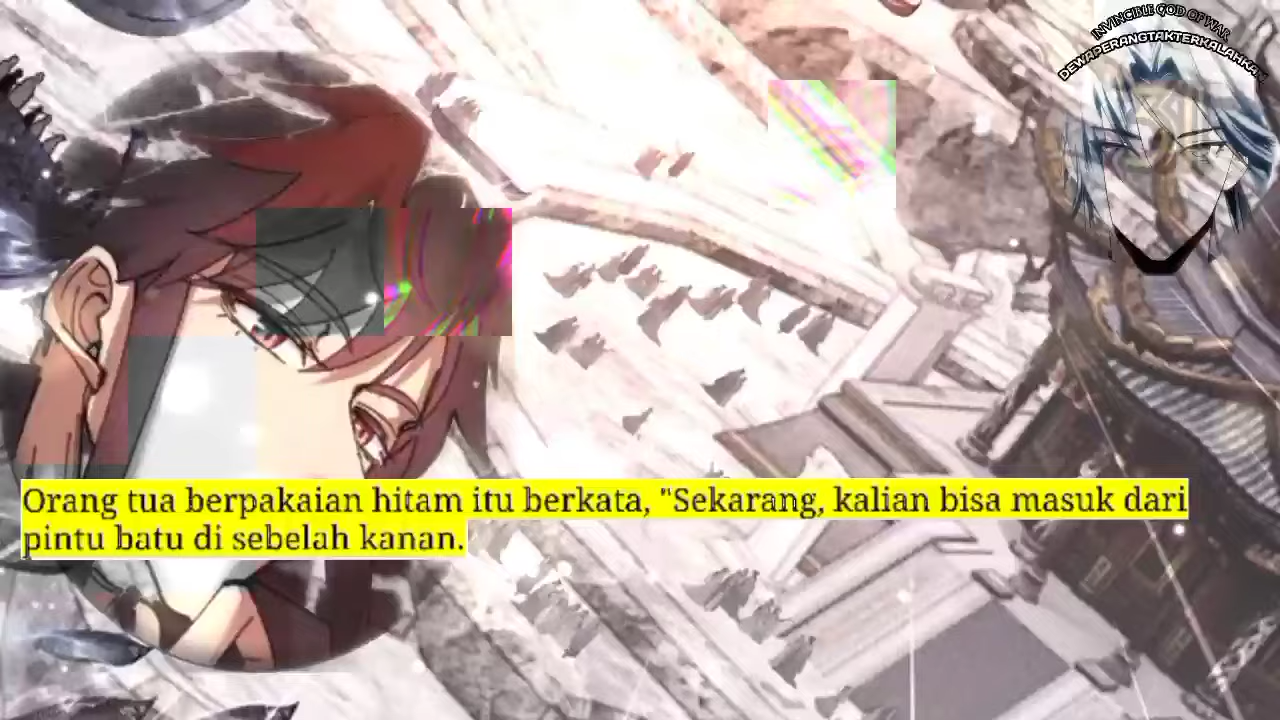 INVINCIBLE GOD OF WAR
DEWAPERANGTAKTERKALAHKAN
Orang tua berpakaian hitam itu berkata, "Sekarang, kalian bisa masuk dari
pintu batu di sebelah kanan.